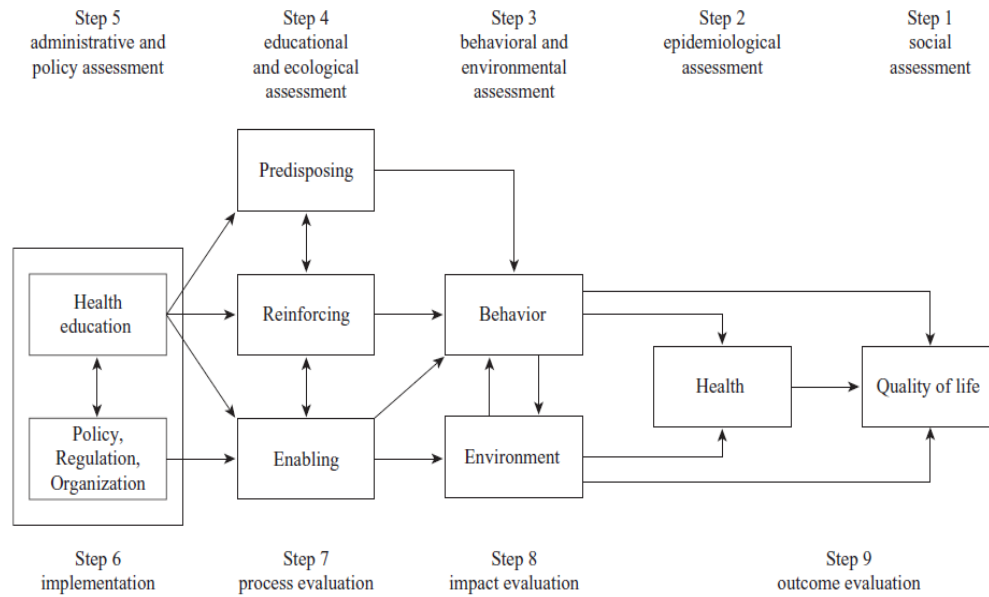 Step 5
administrative and
policy assessment
Step 4
educational
and ecological
assessment
Step 3
behavioral and
environmental
assessment
Step 2
epidemiological
assessment
Step 1
social
assessment
Predisposing
Health
education
Reinforcing
Behavior
Health
Quality of life
Policy,
Regulation,
Organization
Enabling
Environment
Step 6
implementation
Step 7
process evaluation
Step 8
impact evaluation
Step 9
outcome evaluation